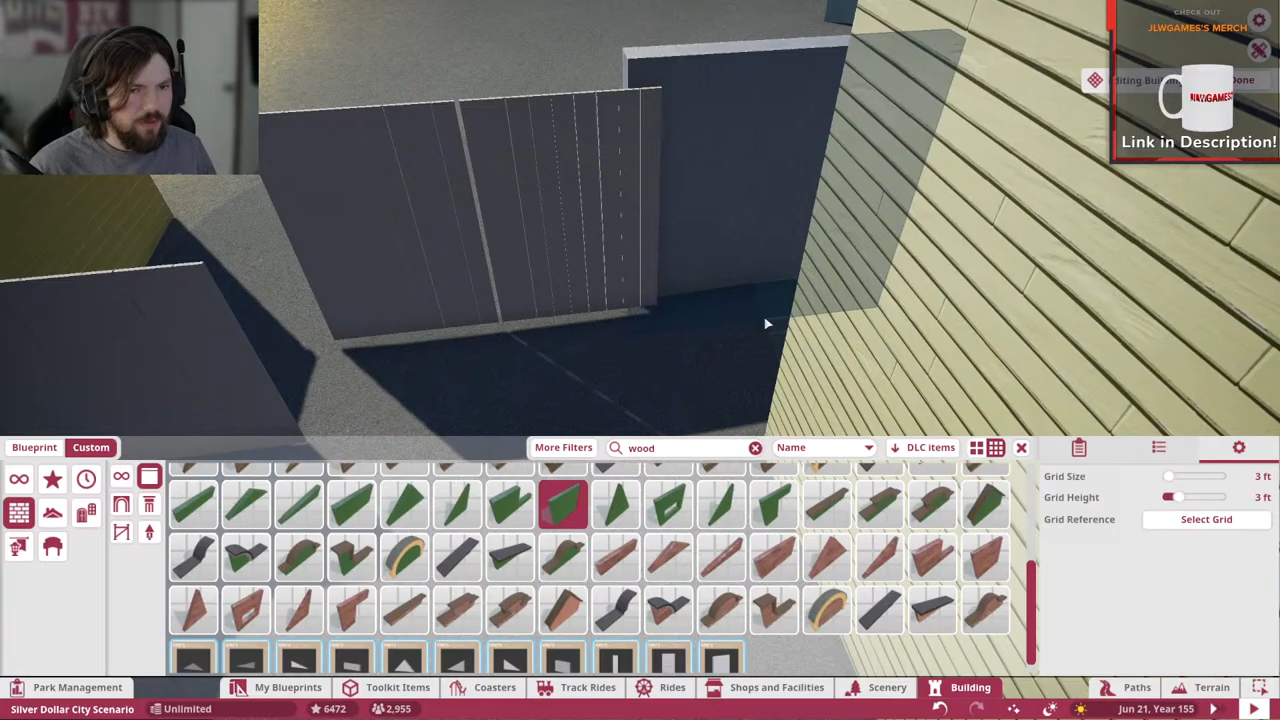 CHECK OUT
JLWGAMES'S MERCH
Editing Buildin
Done
JLWGAMES
Link in Description!
Blueprint
Custom
More Filters
wood
Name
DLC items
Grid Size
3 ft
Grid Height
3 ft
Grid Reference
Select Grid
Park Management
My Blueprints
Toolkit Items
Coasters
Track Rides
Rides
Shops and Facilities
Scenery
Building
Paths
Terrain
Silver Dollar City Scenario
Unlimited
6472
2,955
Jun 21, Year 155